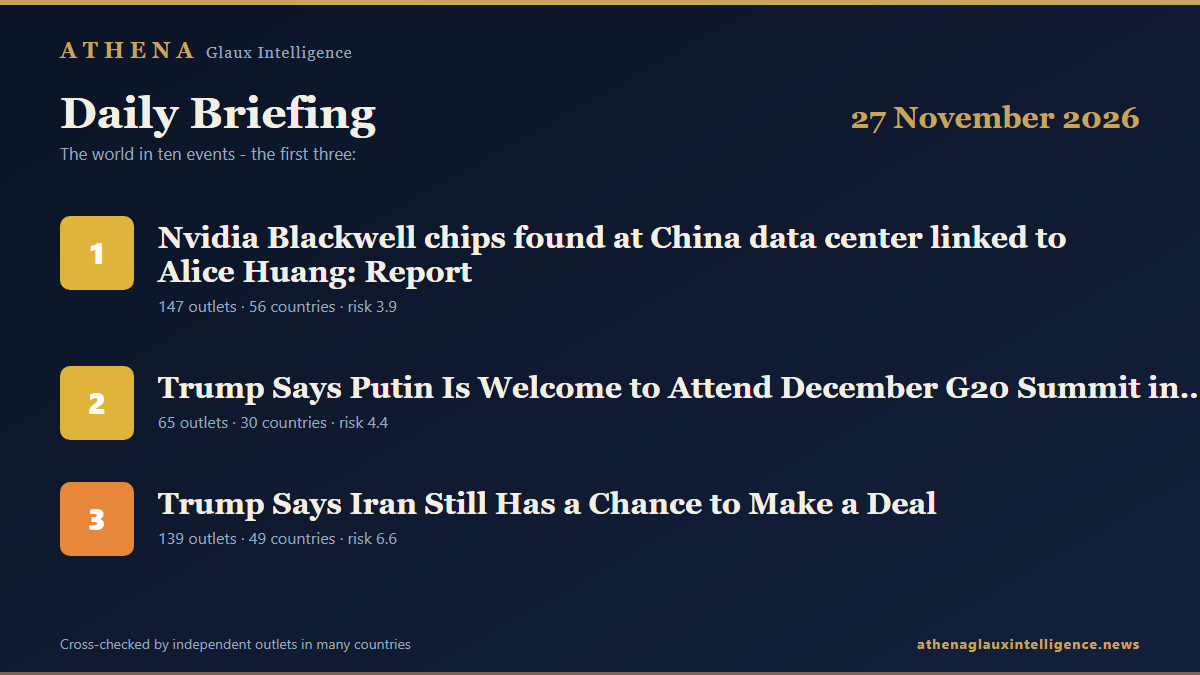 ATHENA Glaux Intelligence
Daily Briefing
27 November 2026
The world in ten events - the first three:
1
Nvidia Blackwell chips found at China data center linked to
Alice Huang: Report
147 outlets · 56 countries · risk 3.9
2
Trump Says Putin Is Welcome to Attend December G20 Summit in..
65 outlets · 30 countries · risk 4.4
3
Trump Says Iran Still Has a Chance to Make a Deal
139 outlets · 49 countries · risk 6.6
Cross-checked by independent outlets in many countries
athenaglauxintelligence.news